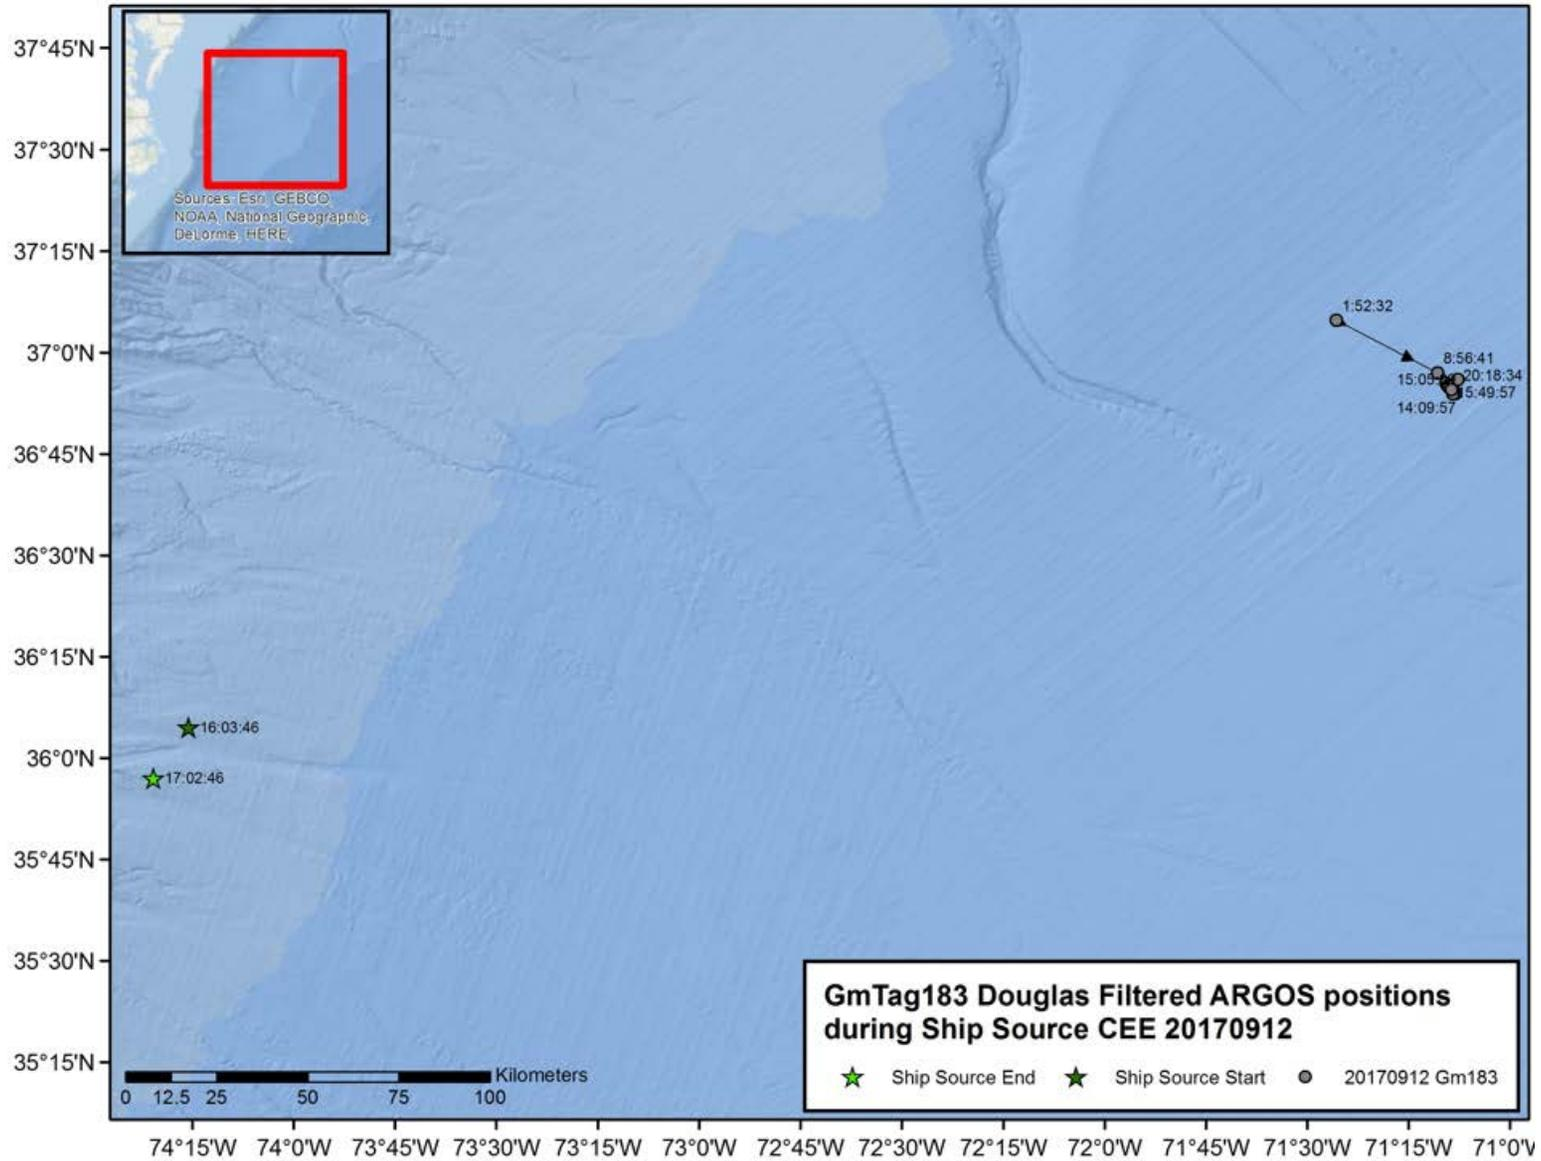 37°45'N
37°30'N
37°15'N
37°0'N
36°45'N
36°30'N
36°15'N
36°0'N
35°45'N
35°30'N
35°15'N
Sources: Esri, GEBCO,
NOAA, National Geographic,
DeLorme, HERE,
1:52:32
8:56:41
20:18:34
5:49:57
14:09:57
16:03:46
17:02:46
GmTag183 Douglas Filtered ARGOS positions
during Ship Source CEE 20170912
Ship Source End Ship Source Start 20170912 Gm183
Kilometers
0 12.5 25 50 75 100
74°15'W 74°0'W 73°45'W 73°30'W 73°15'W 73°0'W 72°45'W 72°30'W 72°15'W 72°0'W 71°45'W 71°30'W 71°15'W 71°0'